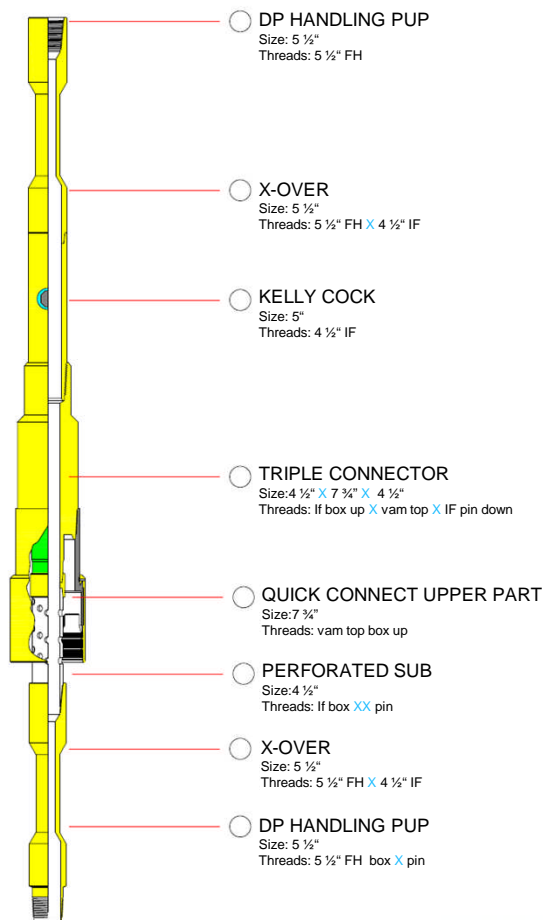 DP HANDLING PUP
Size: 5 ½“
Threads: 5 ½“ FH
X-OVER
Size: 5 ½“
Threads: 5 ½“ FH X 4 ½“ IF
KELLY COCK
Size: 5“
Threads: 4 ½“ IF
TRIPLE CONNECTOR
Size:4 ½“ X 7 ¾” X 4 ½“
Threads: If box up X vam top X IF pin down
QUICK CONNECT UPPER PART
Size:7 ¾”
Threads: vam top box up
PERFORATED SUB
Size:4 ½“
Threads: If box XX pin
X-OVER
Size: 5 ½“
Threads: 5 ½“ FH X 4 ½“ IF
DP HANDLING PUP
Size: 5 ½“
Threads: 5 ½“ FH box X pin